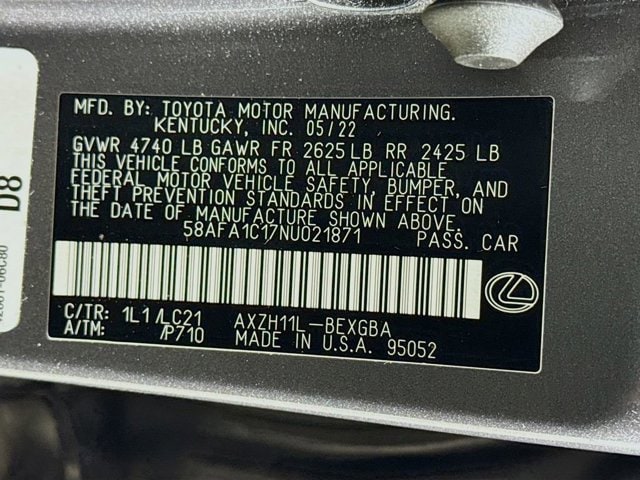 MFD. BY: TOYOTA MOTOR MANUFACTURING.
KENTUCKY, INC. 05/22
GVWR 4740 LB GAWR FR 2625 LB RR 2425 LB
THIS VEHICLE CONFORMS TO ALL APPLICABLE
FEDERAL MOTOR VEHICLE SAFETY, BUMPER, AND
THEFT PREVENTION STANDARDS IN EFFECT ON
THE DATE OF MANUFACTURE SHOWN ABOVE.
58AFA1C17NU021871 PASS. CAR
C/TR: 1L1/LC21 AXZH11L-BEXGBA
A/TM: /P710 MADE IN U.S.A. 95052
D8